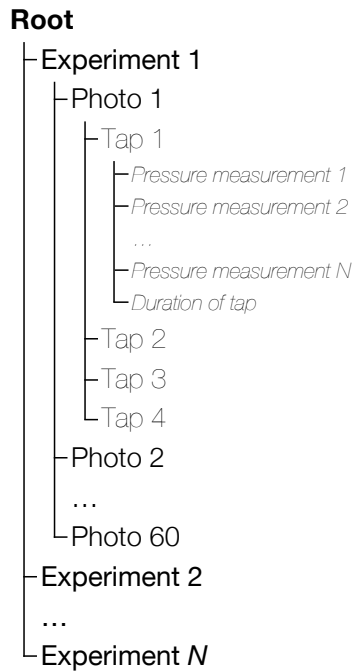 Root
Experiment 1
Photo 1
Tap 1
Pressure measurement 1
Pressure measurement 2
...
Pressure measurement N
Duration of tap
Tap 2
Tap 3
Tap 4
Photo 2
...
Photo 60
Experiment 2
...
Experiment N